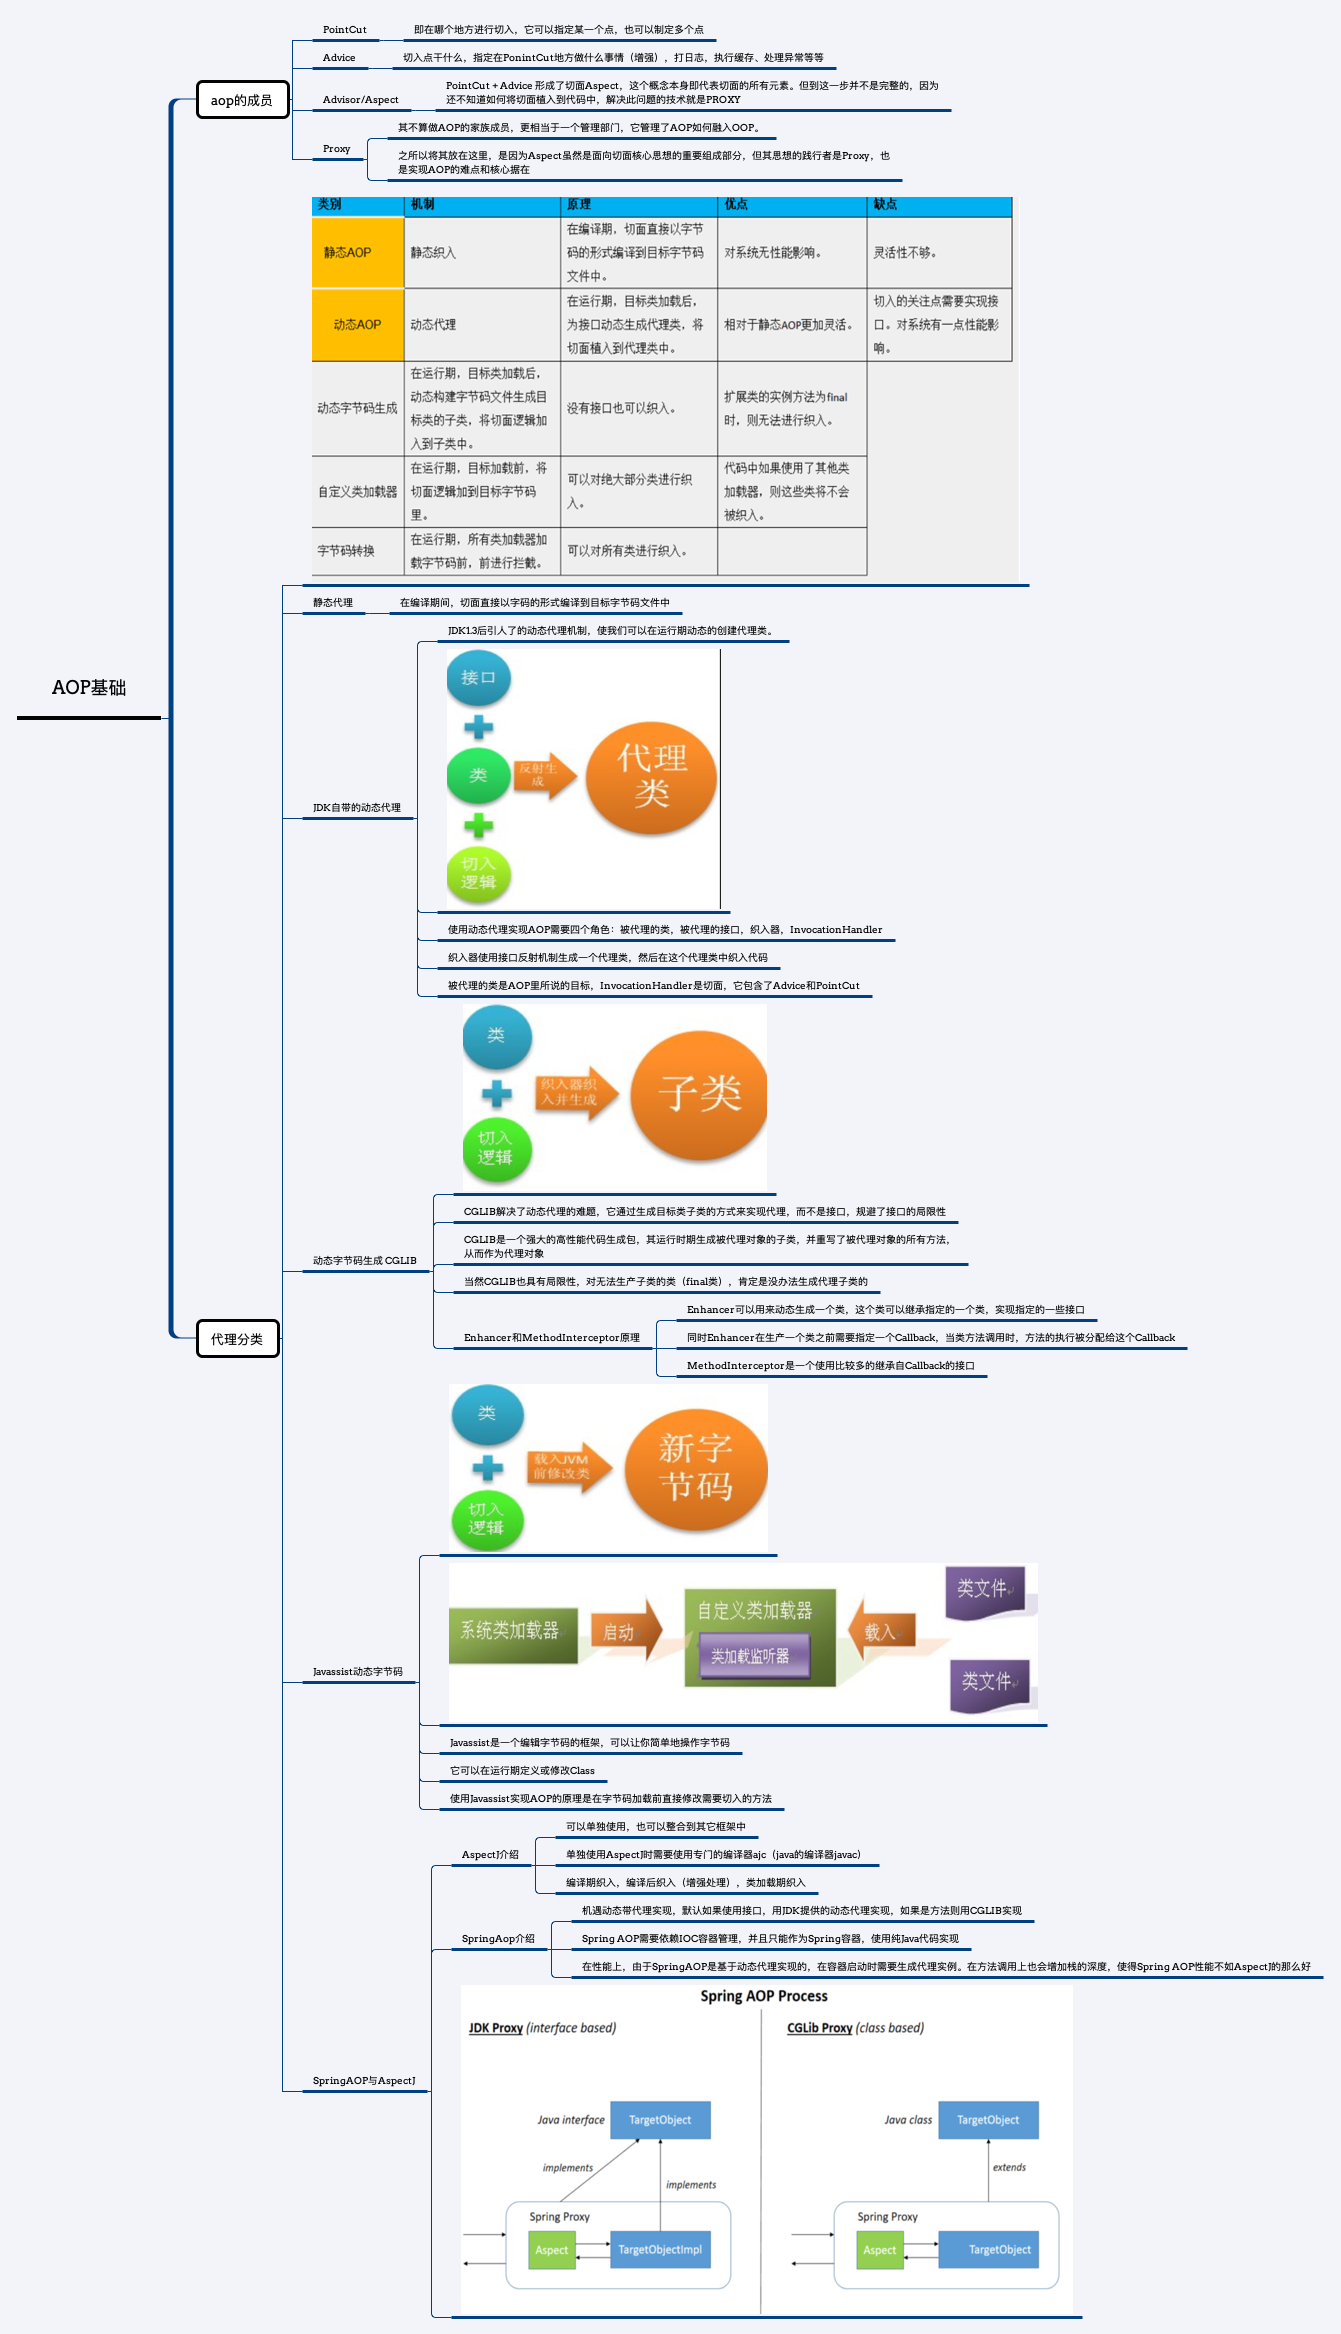 AOP基础
aop的成员
PointCut
即在哪个地方进行切入，它可以指定某一个点，也可以制定多个点
Advice
切入点干什么，指定在PonintCut地方做什么事情（增强），打日志，执行缓存、处理异常等等
Advisor/Aspect
PointCut + Advice 形成了切面Aspect，这个概念本身即代表切面的所有元素。但到这一步并不是完整的，因为
还不知道如何将切面植入到代码中，解决此问题的技术就是PROXY
Proxy
其不算做AOP的家族成员，更相当于一个管理部门，它管理了AOP如何融入OOP。
之所以将其放在这里，是因为Aspect虽然是面向切面核心思想的重要组成部分，但其思想的践行者是Proxy，也
是实现AOP的难点和核心据在
代理分类
类别 机制 原理 优点 缺点
静态AOP
静态织入
在编译期，切面直接以字节
码的形式编译到目标字节码
文件中。
对系统无性能影响。
灵活性不够。
动态AOP
动态代理
在运行期，目标类加载后，
为接口动态生成代理类，将
切面植入到代理类中。
相对于静态AOP更加灵活。
切入的关注点需要实现接
口。对系统有一点性能影
响。
动态字节码生成
在运行期，目标类加载后，
动态构建字节码文件生成目
标类的子类，将切面逻辑加
入到子类中。
没有接口也可以织入。
扩展类的实例方法为final
时，则无法进行织入。
自定义类加载器
在运行期，目标加载前，将
切面逻辑加到目标字节码
里。
可以对绝大部分类进行织
入。
代码中如果使用了其他类
加载器，则这些类将不会
被织入。
字节码转换
在运行期，所有类加载器加
载字节码前，前进行拦截。
可以对所有类进行织入。
静态代理
在编译期间，切面直接以字码的形式编译到目标字节码文件中
JDK自带的动态代理
JDK1.3后引人了的动态代理机制，使我们可以在运行期动态的创建代理类。
接口
类
切入
逻辑
反射生
成
代理
类
使用动态代理实现AOP需要四个角色：被代理的类，被代理的接口，织入器，InvocationHandler
织入器使用接口反射机制生成一个代理类，然后在这个代理类中织入代码
被代理的类是AOP里所说的目标，InvocationHandler是切面，它包含了Advice和PointCut
动态字节码生成 CGLIB
类
切入
逻辑
织入器织
入并生成
子类
CGLIB解决了动态代理的难题，它通过生成目标类子类的方式来实现代理，而不是接口，规避了接口的局限性
CGLIB是一个强大的高性能代码生成包，其运行时期生成被代理对象的子类，并重写了被代理对象的所有方法，
从而作为代理对象
当然CGLIB也具有局限性，对无法生产子类的类（final类），肯定是没办法生成代理子类的
Enhancer和MethodInterceptor原理
Enhancer可以用来动态生成一个类，这个类可以继承指定的一个类，实现指定的一些接口
同时Enhancer在生产一个类之前需要指定一个Callback，当类方法调用时，方法的执行被分配给这个Callback
MethodInterceptor是一个使用比较多的继承自Callback的接口
Javassist动态字节码
类
切入
逻辑
载入JVM
前修改类
新字
节码
系统类加载器
启动
自定义类加载器
类加载监听器
载入
类文件
类文件
Javassist是一个编辑字节码的框架，可以让你简单地操作字节码
它可以在运行期定义或修改Class
使用Javassist实现AOP的原理是在字节码加载前直接修改需要切入的方法
SpringAOP与AspectJ
AspectJ介绍
可以单独使用，也可以整合到其它框架中
单独使用AspectJ时需要使用专门的编译器ajc（java的编译器javac）
编译期织入，编译后织入（增强处理），类加载期织入
SpringAop介绍
机遇动态带代理实现，默认如果使用接口，用JDK提供的动态代理实现，如果是方法则用CGLIB实现
Spring AOP需要依赖IOC容器管理，并且只能作为Spring容器，使用纯Java代码实现
在性能上，由于SpringAOP是基于动态代理实现的，在容器启动时需要生成代理实例。在方法调用上也会增加栈的深度，使得Spring AOP性能不如AspectJ的那么好
Spring AOP Process
JDK Proxy (interface based)
Java interface
TargetObject
implements
implements
Spring Proxy
Aspect
TargetObjectImpl
CGLib Proxy (class based)
Java class
TargetObject
extends
Spring Proxy
Aspect
TargetObject